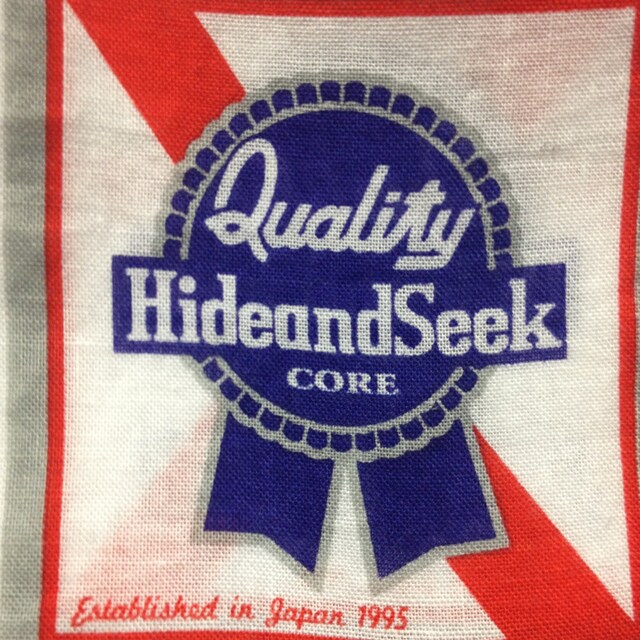 Quality
HideandSeek
CORE
Established in Japan 1995